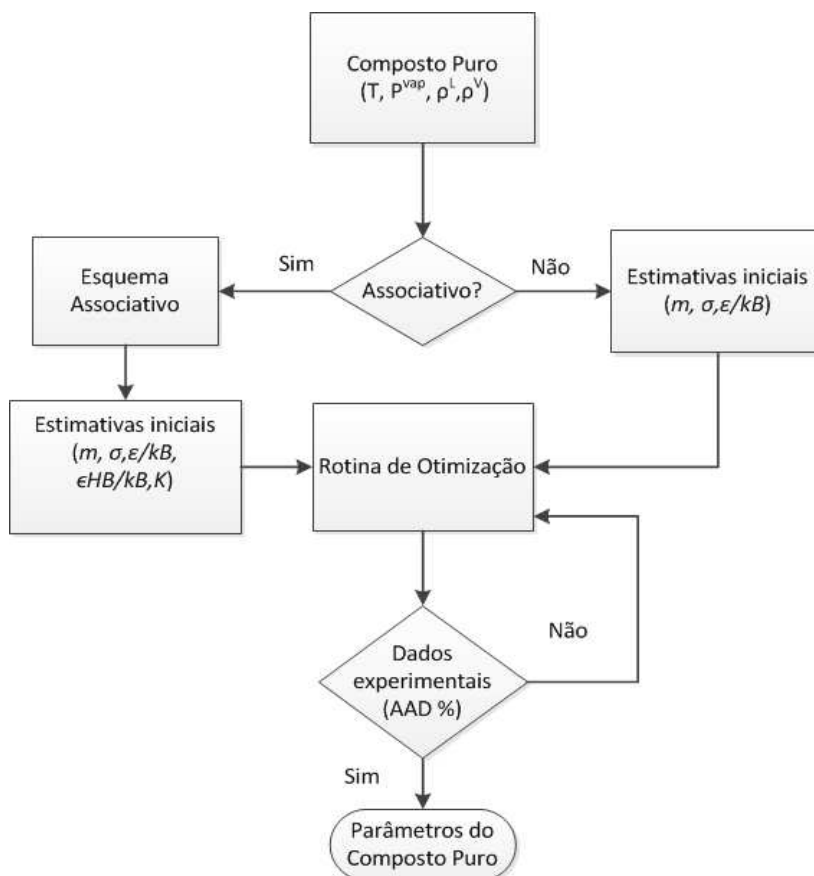 Composto Puro
(T, P^vap, ρ^L,ρ^V)
Sim
Associativo?
Não
Esquema
Associativo
Estimativas iniciais
(m, σ,ε/kB)
Estimativas iniciais
(m, σ,ε/kB,
ϵHB/kB,K)
Rotina de Otimização
Dados
experimentais
(AAD %)
Não
Sim
Parâmetros do
Composto Puro